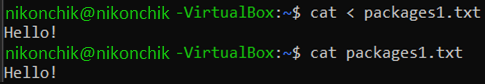 nikonchik@nikonchik -VirtualBox:~$ cat < packages1.txt
Hello!
nikonchik@nikonchik -VirtualBox:~$ cat packages1.txt
Hello!